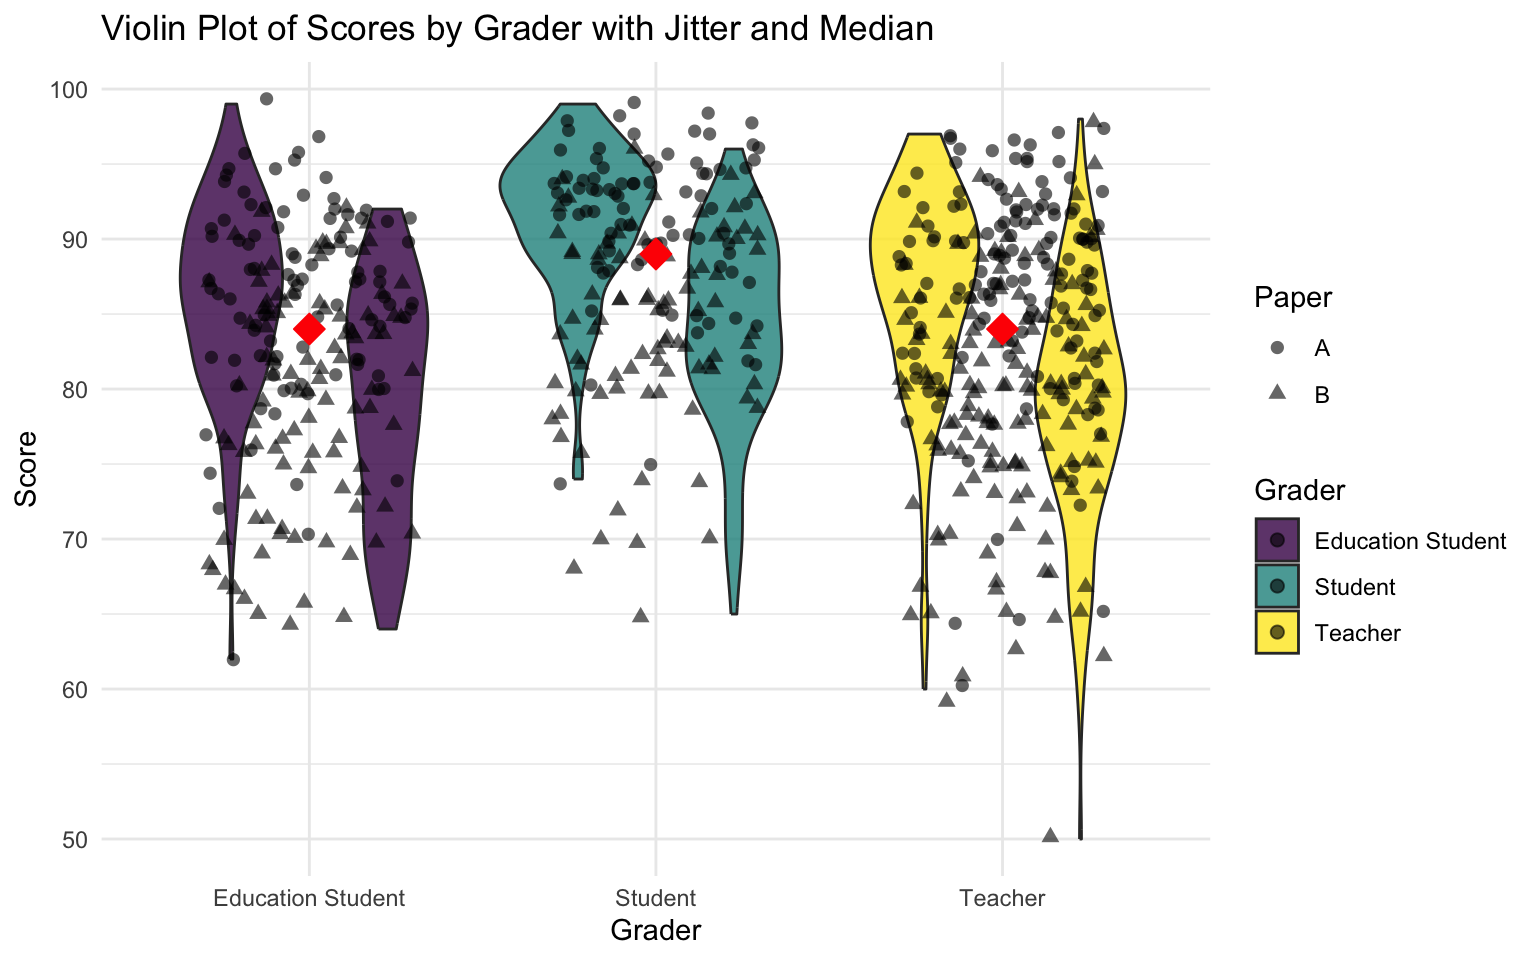 Violin Plot of Scores by Grader with Jitter and Median
Score
100
90
80
70
60
50
Education Student
Student
Teacher
Grader
Paper
A
B
Grader
Education Student
Student
Teacher